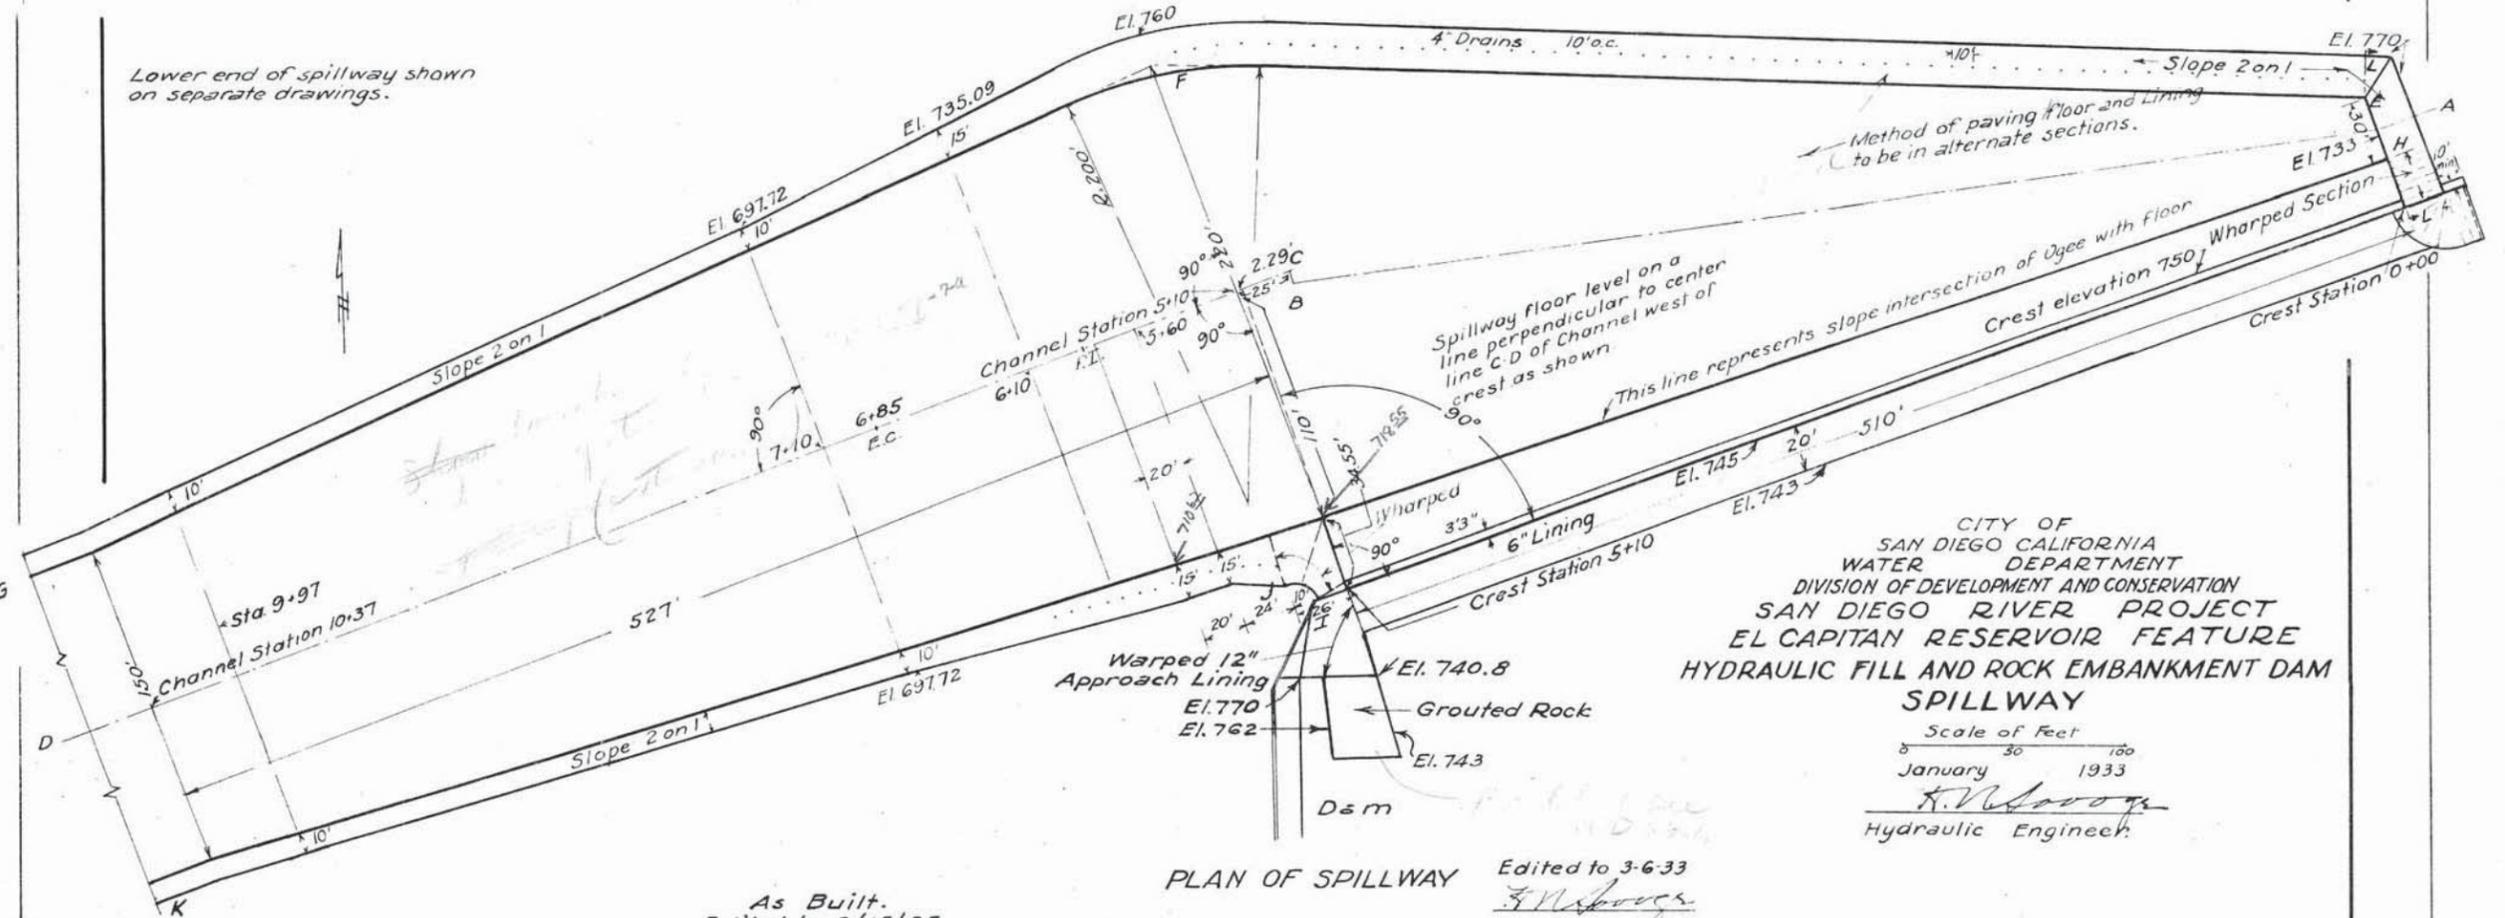 El. 760
Lower end of spillway shown
on separate drawings.
4" Drains 10' o.c.
10'
El. 770
Slope 2 on 1
L
F
E
A
El. 735.09
15'
Method of paving floor and Lining
to be in alternate sections.
30'
El. 733
H
10'
min.
R.200'
220'
El 697.72
10'
Wharped Section
L
90°
2.29'
C
25'
B
Channel Station 5+10
5+60
90°
P.I.
6+10
Spillway floor level on a
line perpendicular to center
line C-D of Channel west of
crest as shown
This line represents slope intersection of Ogee with floor
Crest elevation 750
Crest Station 0+00
Slope 2 on 1
6+85
E.C.
90°
7+10
110'
90°
34.55'
718.55
20'
510'
El. 745
El. 743
Wharped
3'3"
6" Lining
90°
Crest Station 5+10
10'
20'
15'
15'
J
20'
24'
10'
26'
H
G
Sta. 9+97
Channel Station 10+37
527'
150'
D
10'
El 697.72
Slope 2 on 1
10'
K
Warped 12"
Approach Lining
El. 770
El. 762
El. 740.8
Grouted Rock
El. 743
Dam
CITY OF
SAN DIEGO CALIFORNIA
WATER DEPARTMENT
DIVISION OF DEVELOPMENT AND CONSERVATION
SAN DIEGO RIVER PROJECT
EL CAPITAN RESERVOIR FEATURE
HYDRAULIC FILL AND ROCK EMBANKMENT DAM
SPILLWAY
Scale of Feet
0 50 100
January 1933
H.N. Savage
Hydraulic Engineer.
PLAN OF SPILLWAY
Edited to 3-6-33
H N Savage
As Built.